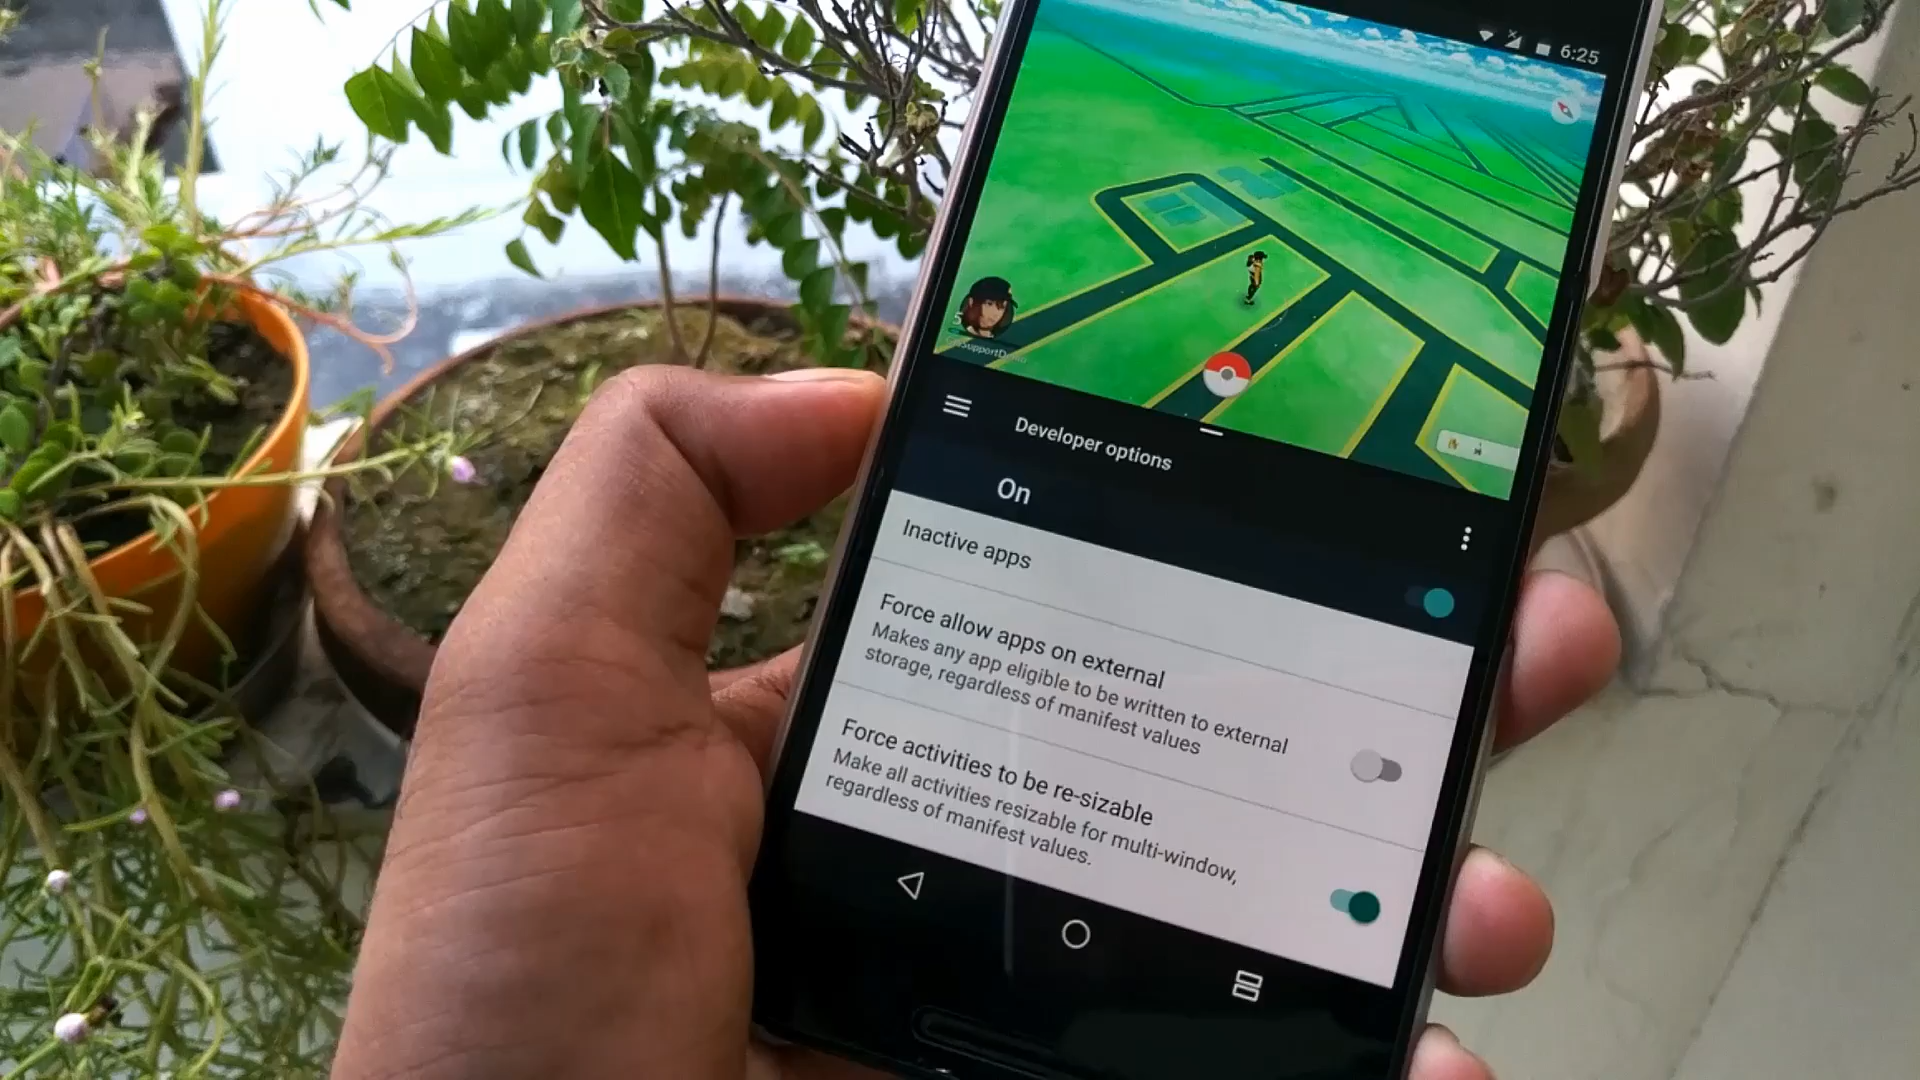 6:25
5
Developer options
On
Inactive apps
Force allow apps on external
Makes any app eligible to be written to external
storage, regardless of manifest values
Force activities to be re-sizable
Make all activities resizable for multi-window,
regardless of manifest values.